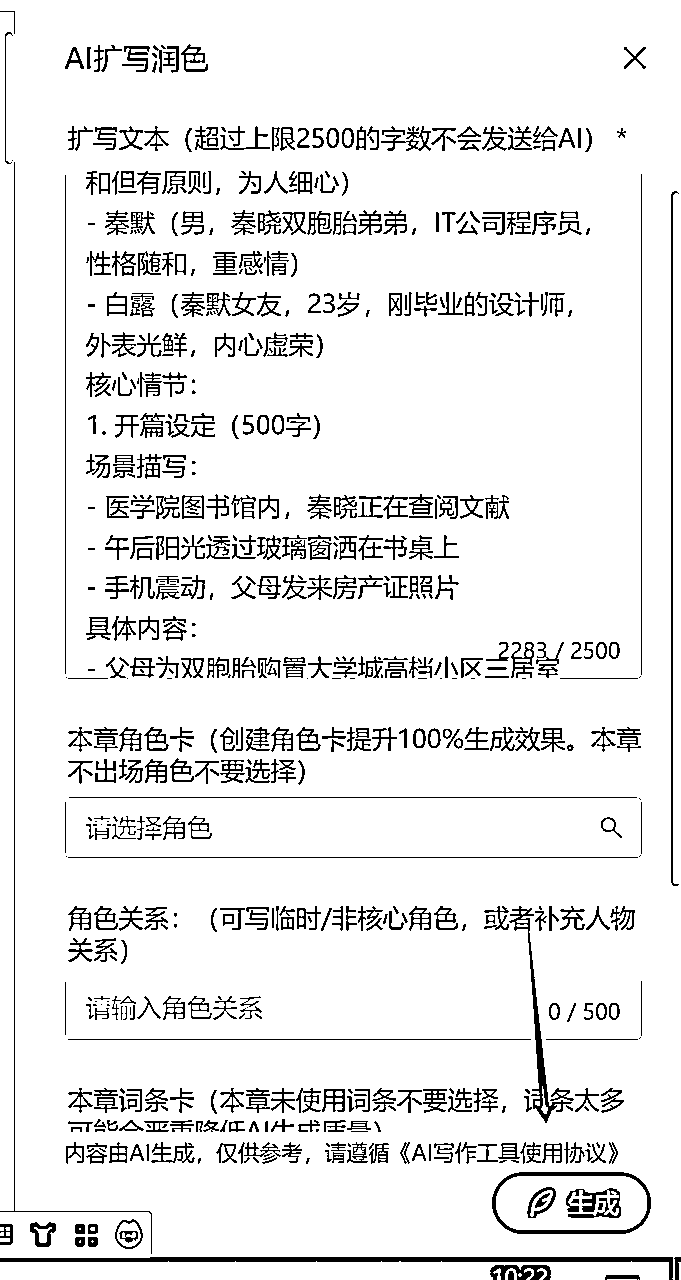 AI扩写润色
扩写文本（超过上限2500的字数不会发送给AI） *
和但有原则，为人细心）
- 秦默（男，秦晓双胞胎弟弟，IT公司程序员，
性格随和，重感情）
- 白露（秦默女友，23岁，刚毕业的设计师，
外表光鲜，内心虚荣）
核心情节：
1. 开篇设定（500字）
场景描写：
- 医学院图书馆内，秦晓正在查阅文献
- 午后阳光透过玻璃窗洒在书桌上
- 手机震动，父母发来房产证照片
具体内容：
2283 / 2500
- 父母为双胞胎购置大学城高档小区三居室
本章角色卡（创建角色卡提升100%生成效果。本章
不出场角色不要选择）
请选择角色
角色关系：（可写临时/非核心角色，或者补充人物
关系）
请输入角色关系
0 / 500
本章词条卡（本章未使用词条不要选择，词条太多
可能会严重降低AI生成质量）
内容由AI生成，仅供参考，请遵循《AI写作工具使用协议》
生成
10:22